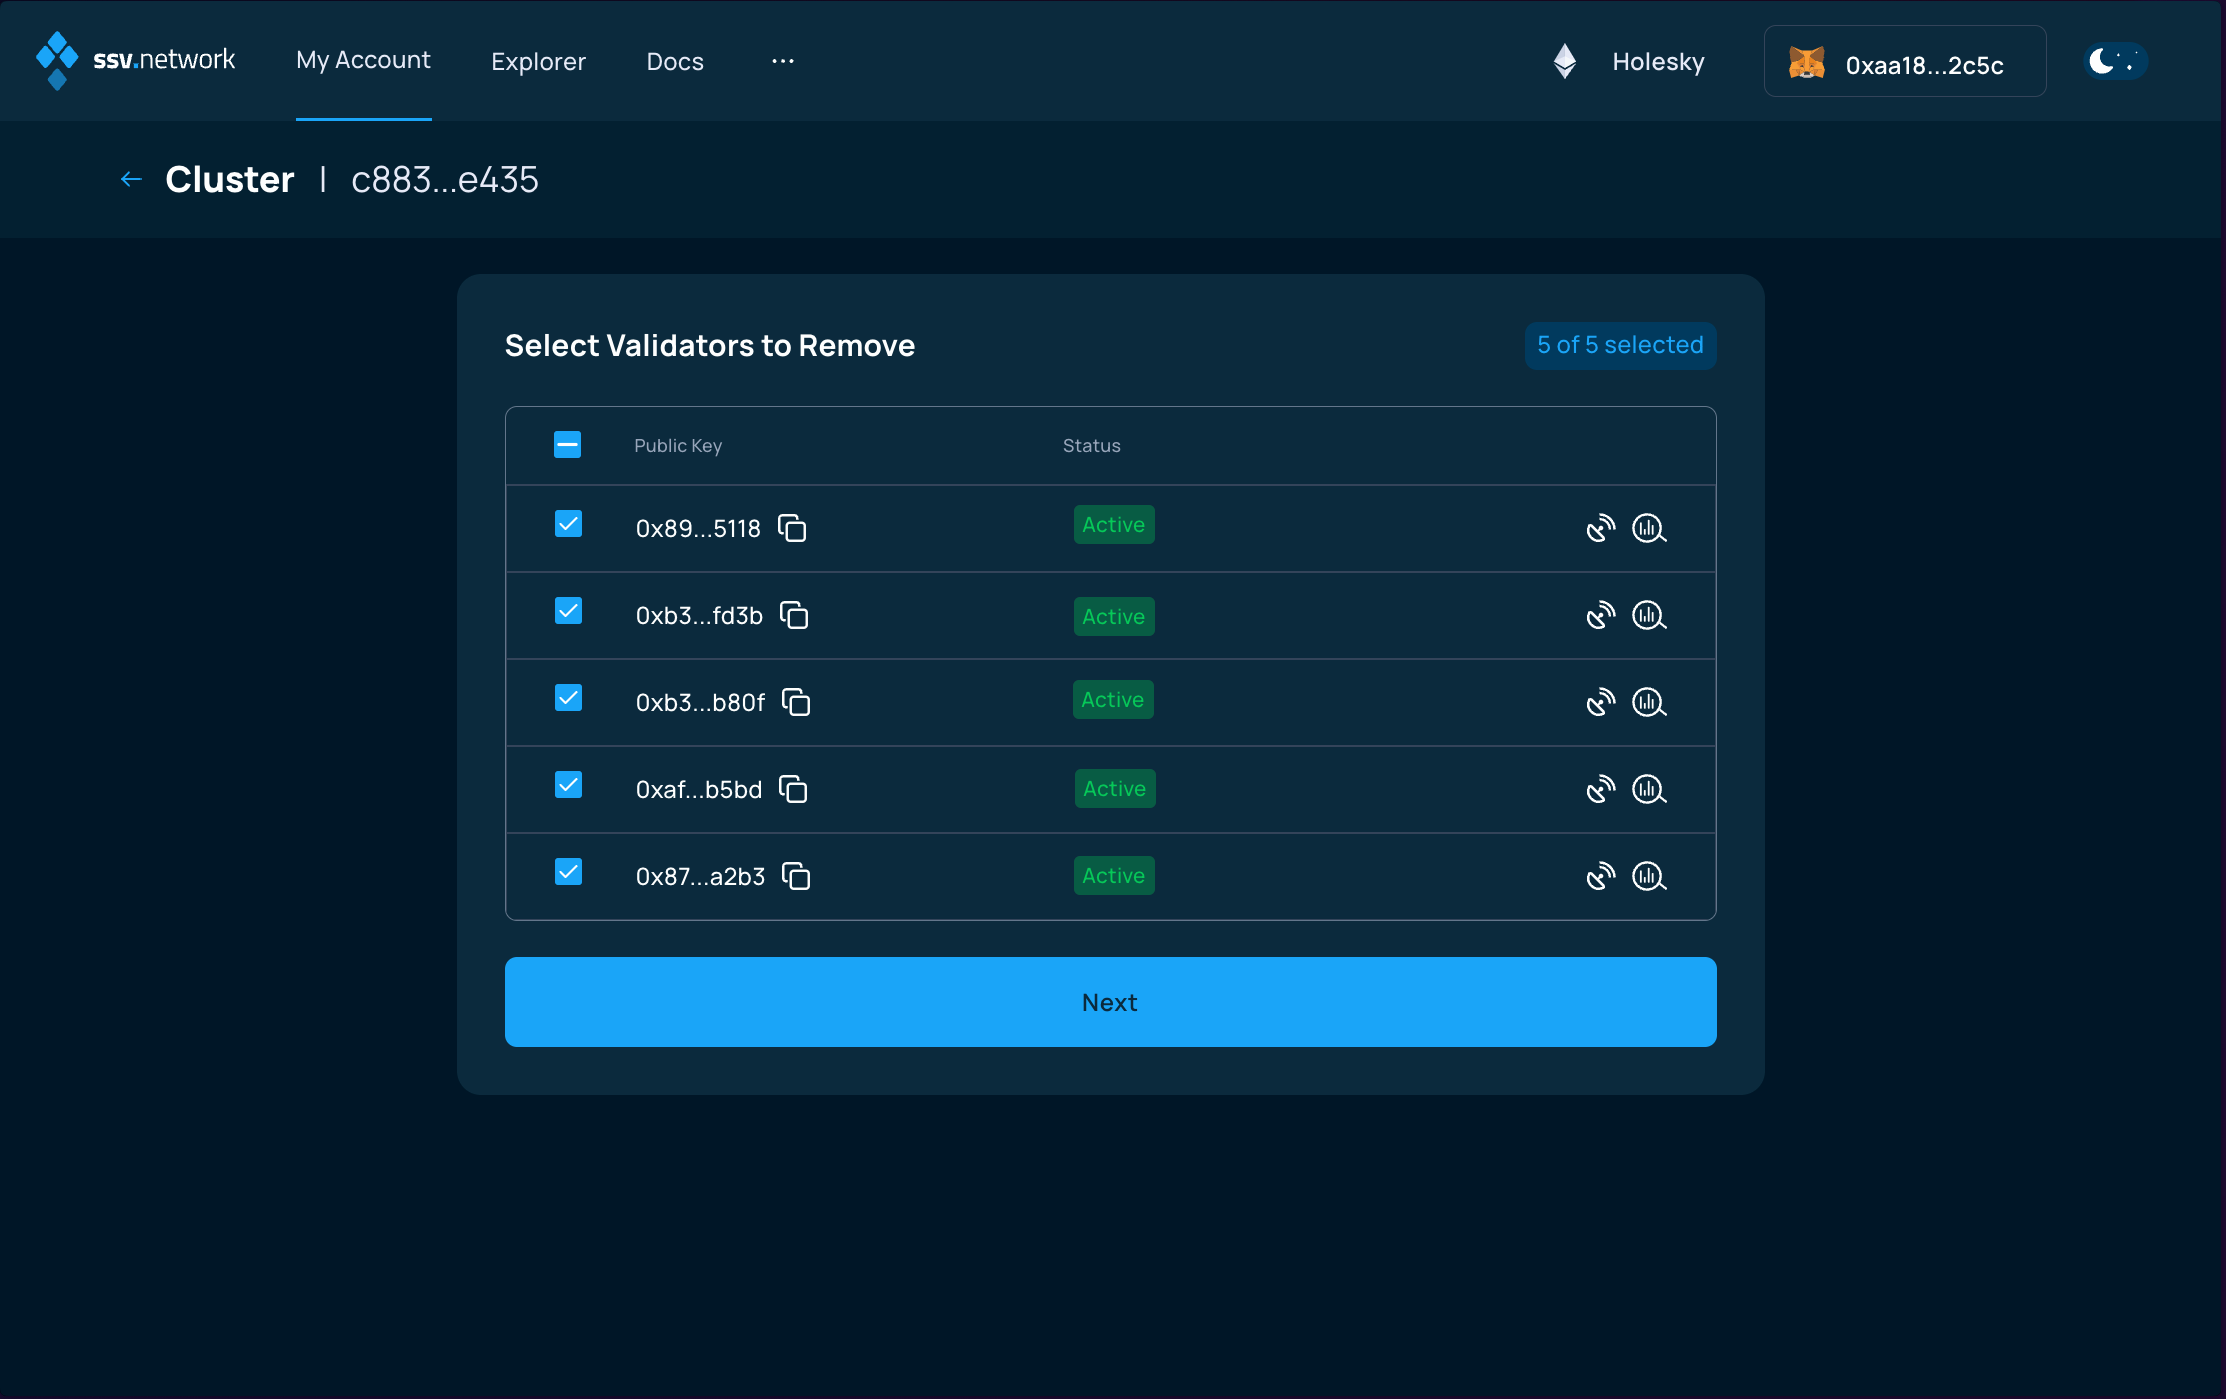 ssv.network My Account Explorer Docs ... Holesky 0xaa18...2c5c
Cluster | c883...e435
Select Validators to Remove 5 of 5 selected
Public Key Status
0x89...5118 Active
0xb3...fd3b Active
0xb3...b80f Active
0xaf...b5bd Active
0x87...a2b3 Active
Next